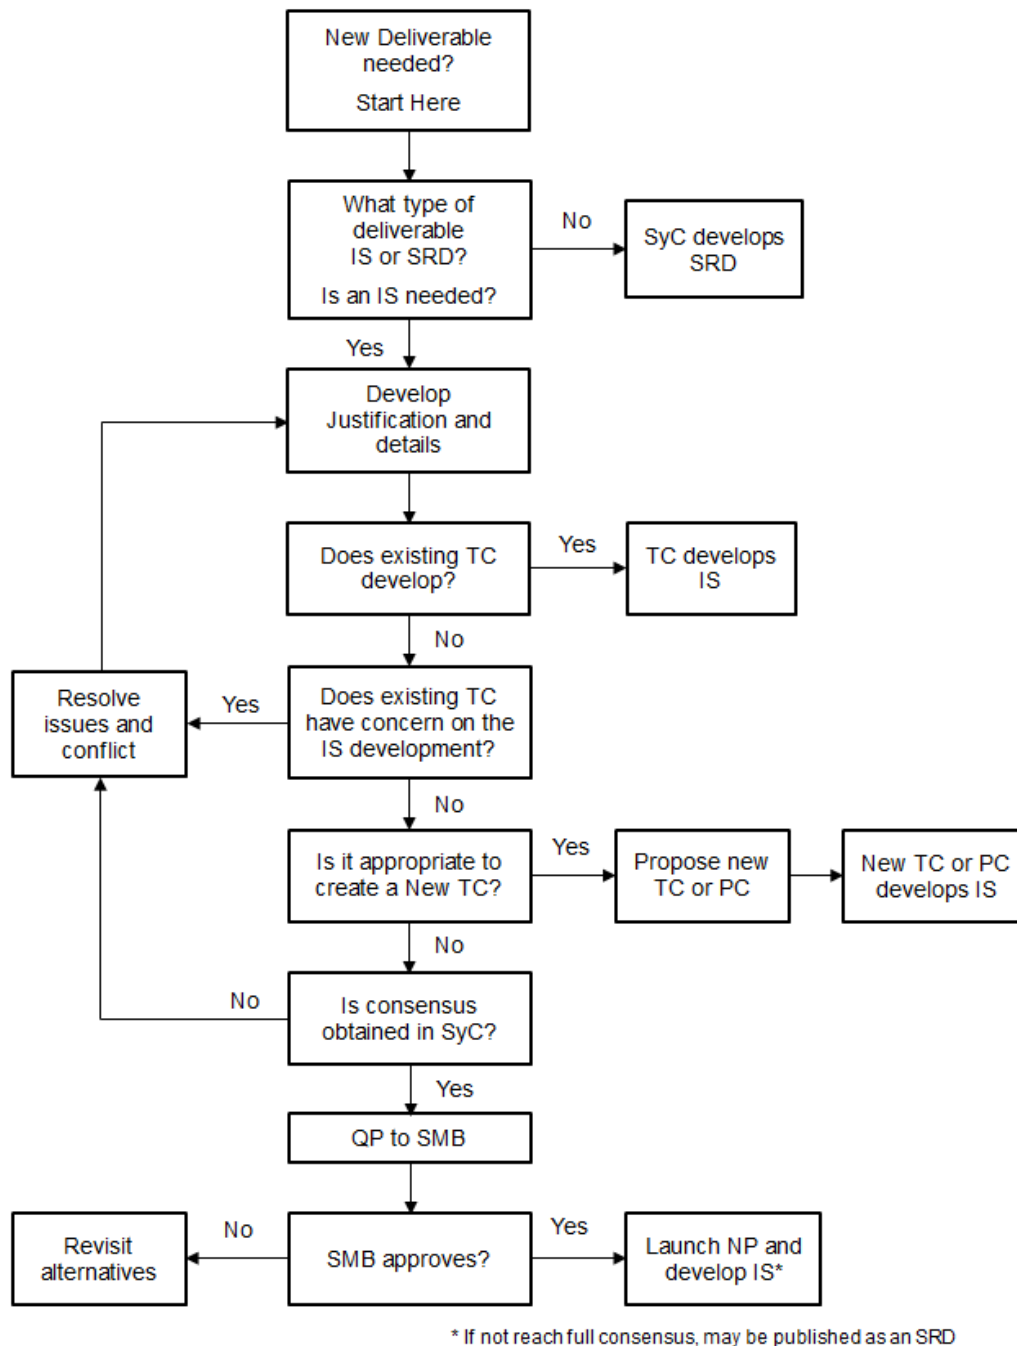 New Deliverable
needed?
Start Here
What type of
deliverable
IS or SRD?
Is an IS needed?
No
SyC develops
SRD
Yes
Develop
Justification and
details
Does existing TC
develop?
Yes
TC develops
IS
No
Resolve
issues and
conflict
Yes
Does existing TC
have concern on the
IS development?
No
Is it appropriate to
create a New TC?
Yes
Propose new
TC or PC
New TC or PC
develops IS
No
No
Is consensus
obtained in SyC?
Yes
QP to SMB
Revisit
alternatives
No
SMB approves?
Yes
Launch NP and
develop IS*
* If not reach full consensus, may be published as an SRD